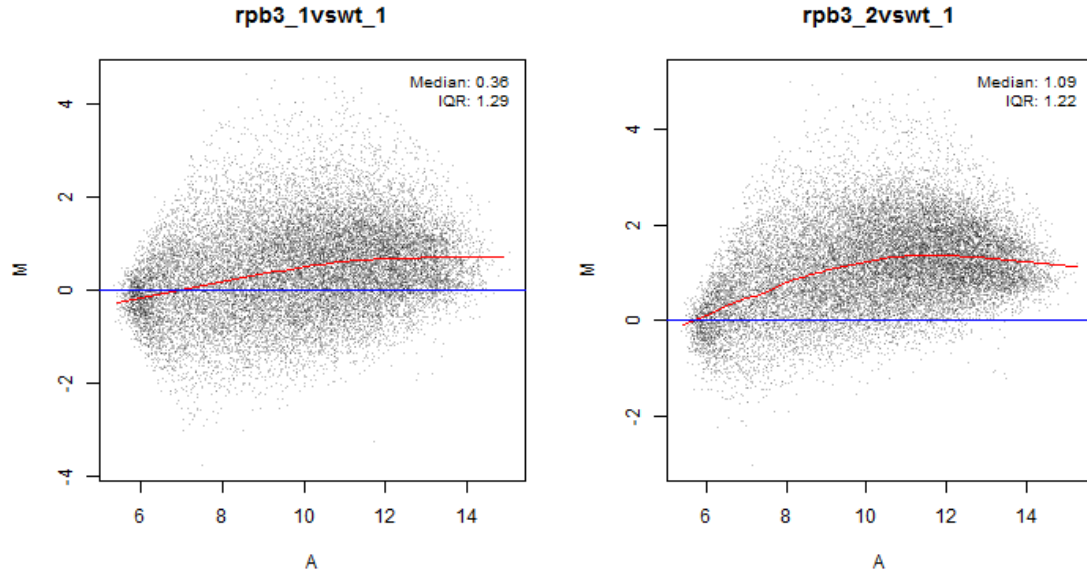 rpb3_1vswt_1
Median: 0.36
IQR: 1.29
4
2
0
-2
-4
M
6 8 10 12 14
A
rpb3_2vswt_1
Median: 1.09
IQR: 1.22
4
2
0
-2
M
6 8 10 12 14
A